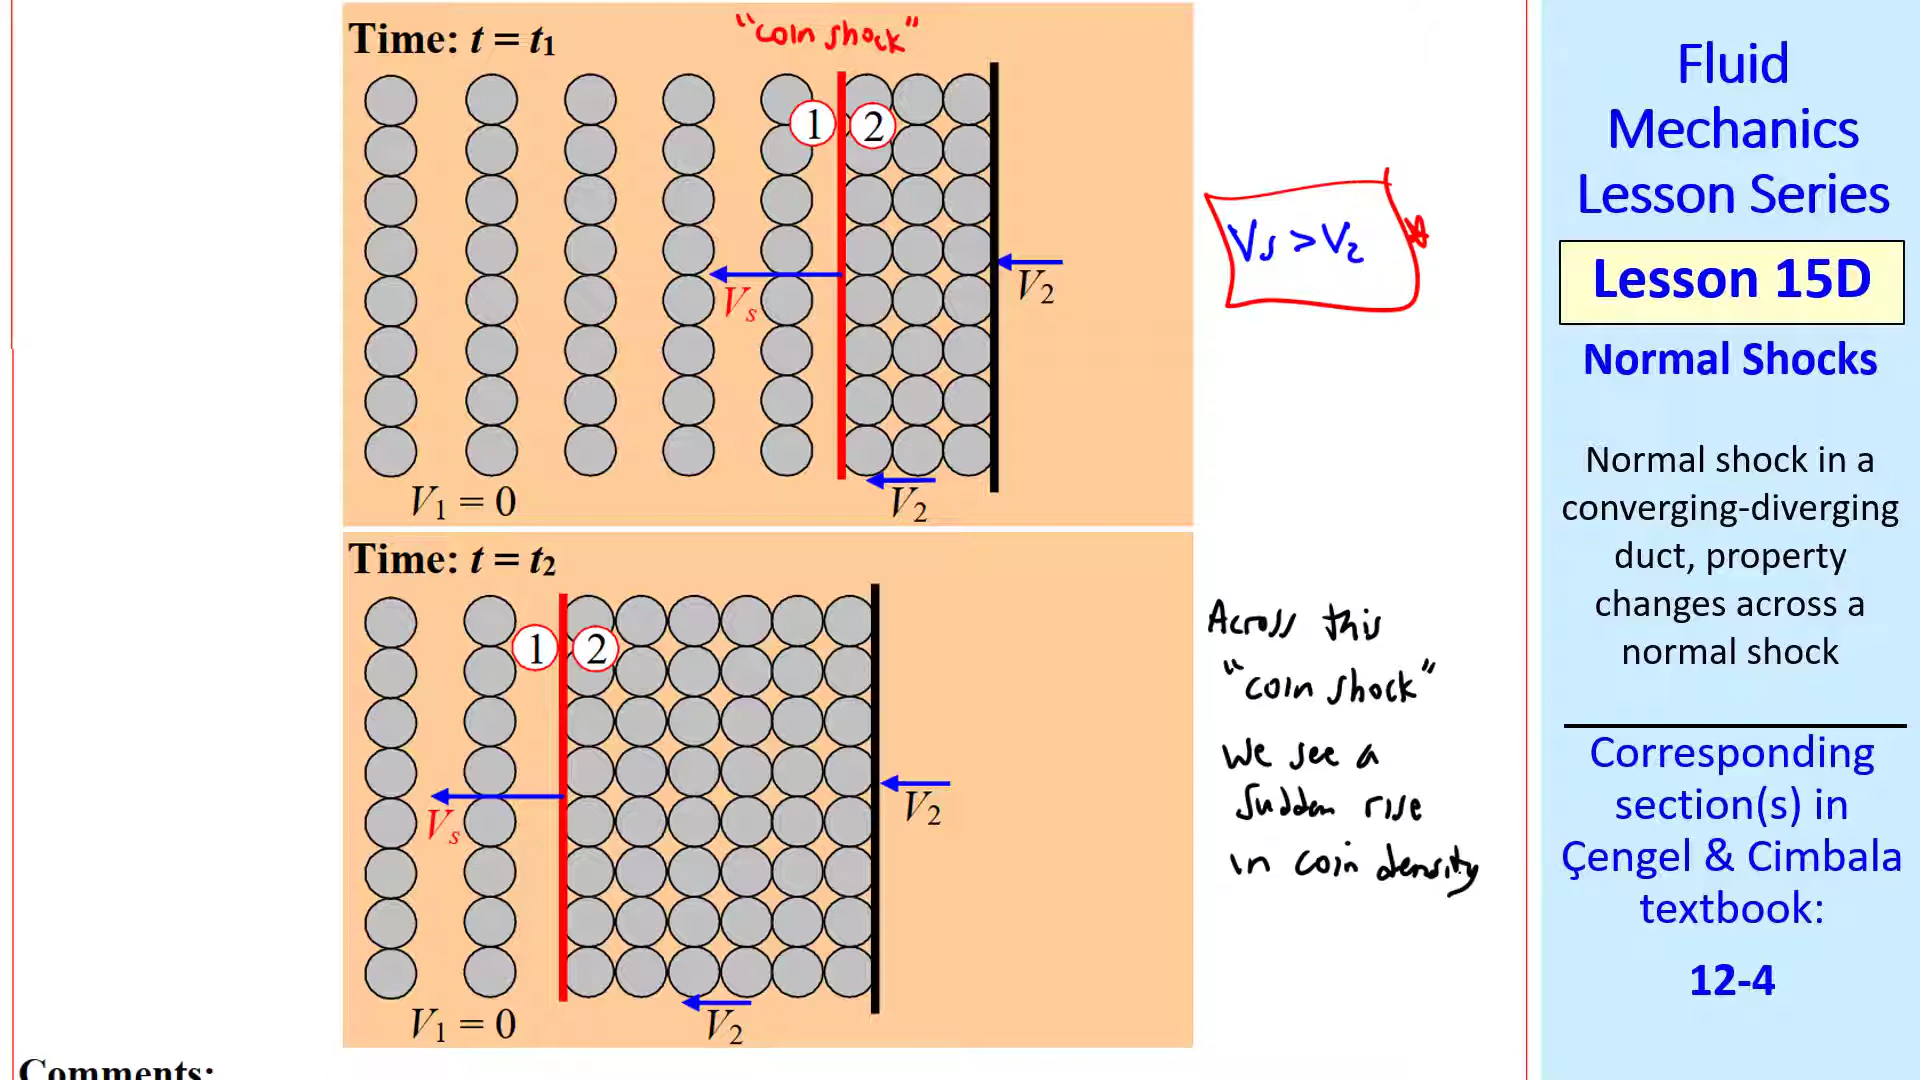 Time: t = t1
"coin shock"
1
2
Vs
V2
V1 = 0
V2
Vs > V2
Time: t = t2
1
2
Vs
V2
V1 = 0
V2
Across this
"coin shock"
we see a
sudden rise
in coin density
Comments:
Fluid
Mechanics
Lesson Series
Lesson 15D
Normal Shocks
Normal shock in a
converging-diverging
duct, property
changes across a
normal shock
Corresponding
section(s) in
Çengel & Cimbala
textbook:
12-4